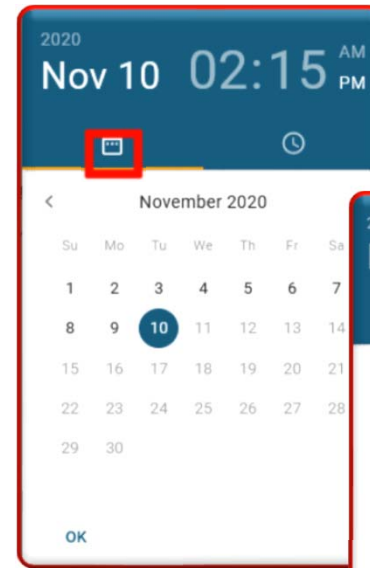 2020
Nov 10 02:15 AM
PM
November 2020
Su Mo Tu We Th Fr Sa
1 2 3 4 5 6 7
8 9 10 11 12 13 14
15 16 17 18 19 20 21
22 23 24 25 26 27 28
29 30
OK